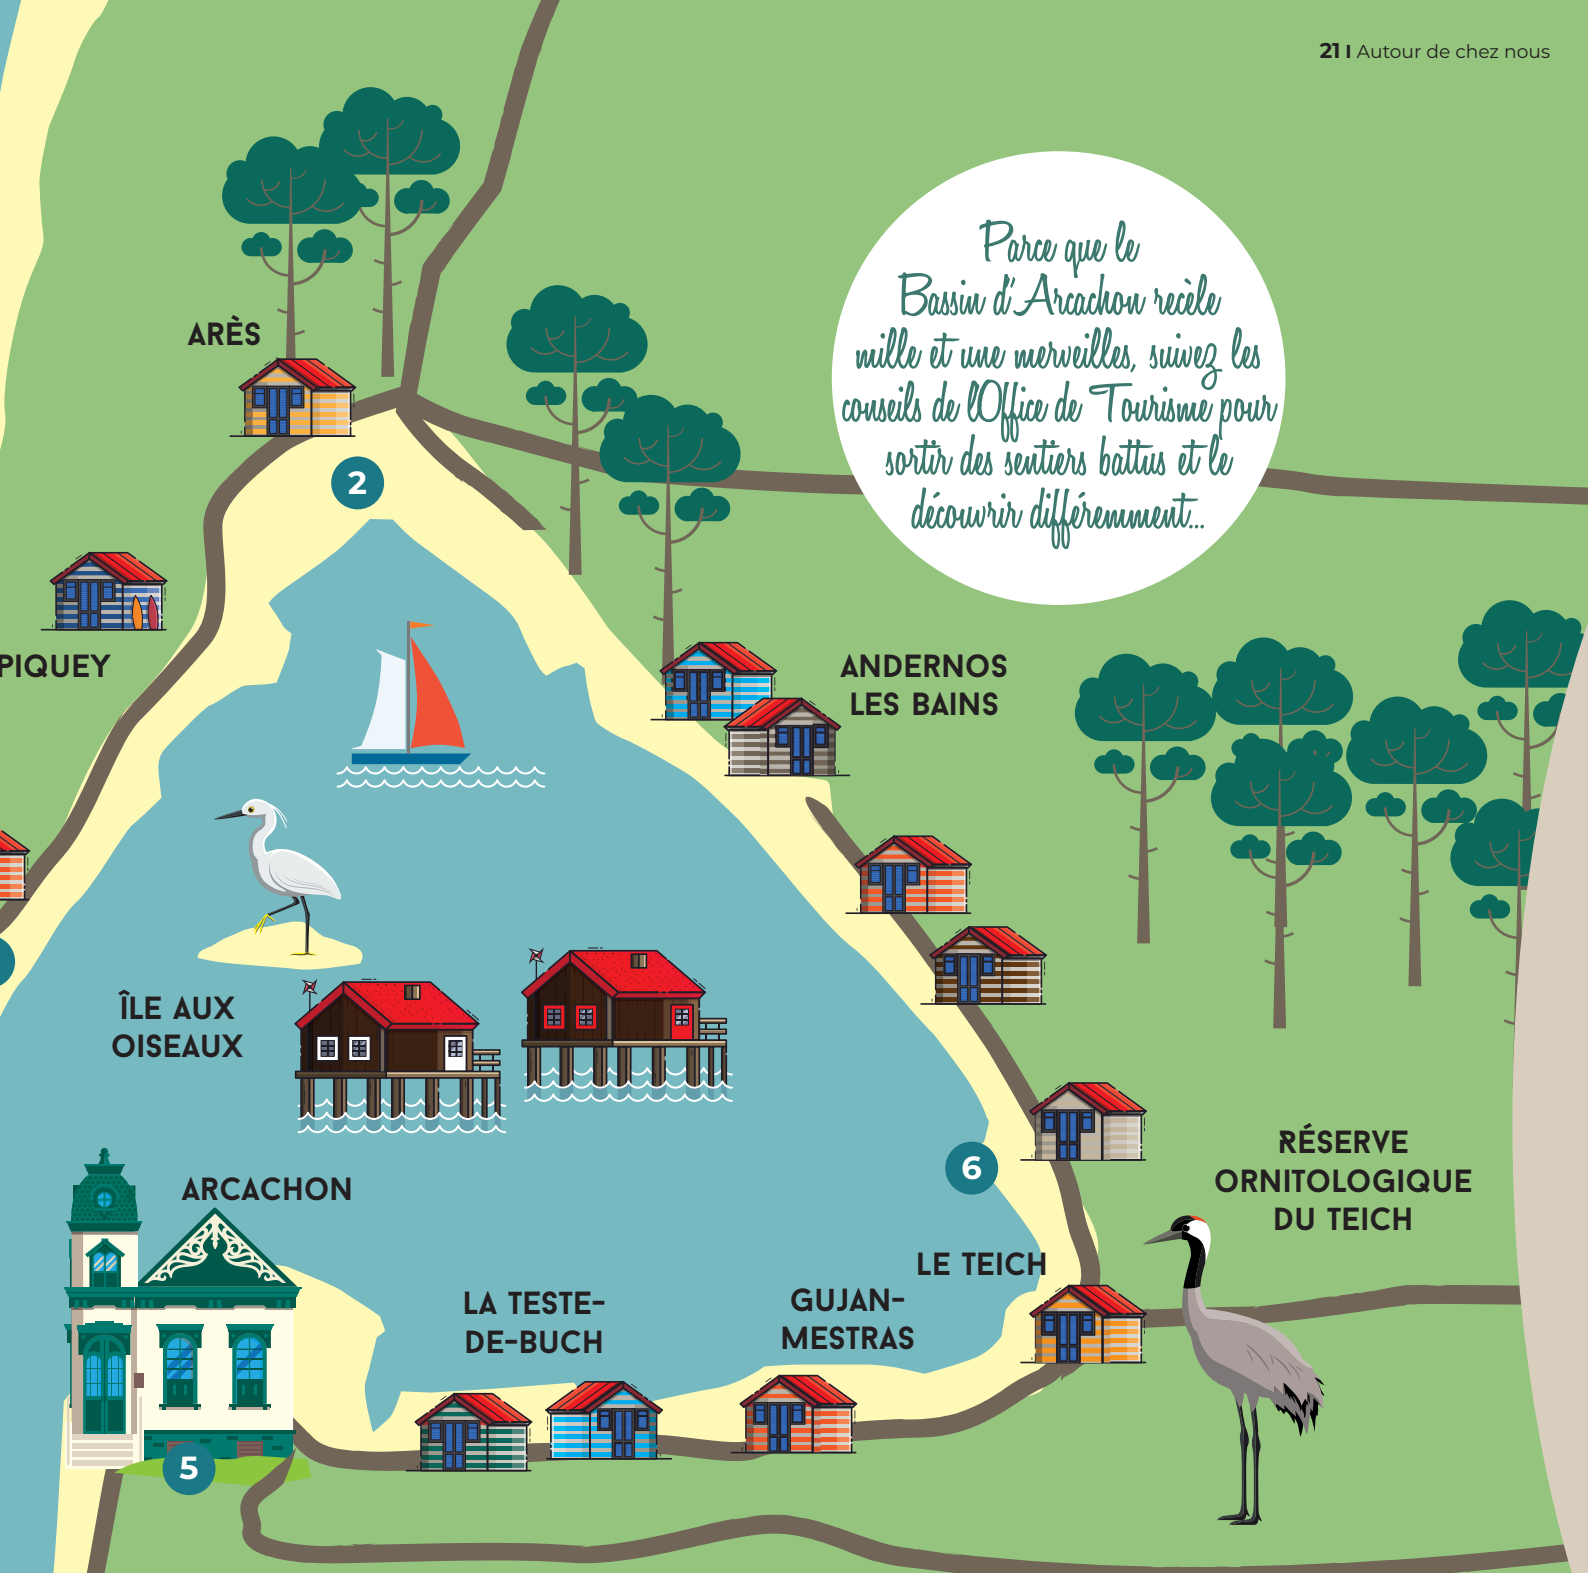 21 I Autour de chez nous
Parce que le
Bassin d'Arcachon recèle
mille et une merveilles, suivez les
conseils de lOffice de Tourisme pour
sortir des sentiers battus et le
découvrir différemment...
ARÈS
2
PIQUEY
ANDERNOS
LES BAINS
ÎLE AUX
OISEAUX
ARCACHON
6
RÉSERVE
ORNITOLOGIQUE
DU TEICH
LE TEICH
LA TESTE-
DE-BUCH
GUJAN-
MESTRAS
5